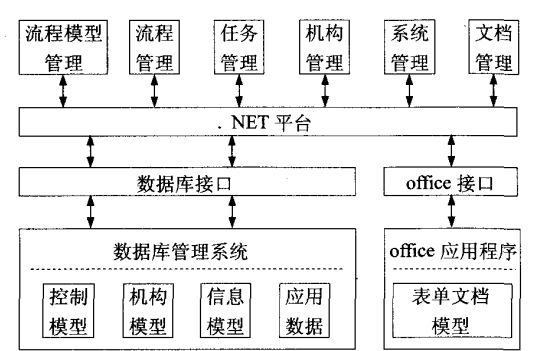 流程模型 流程 任务 机构 系统 文档
管理 管理 管理 管理 管理 管理
. NET 平台
数据库接口 office 接口
数据库管理系统 office 应用程序
控制 机构 信息 应用 表单文档
模型 模型 模型 数据 模型